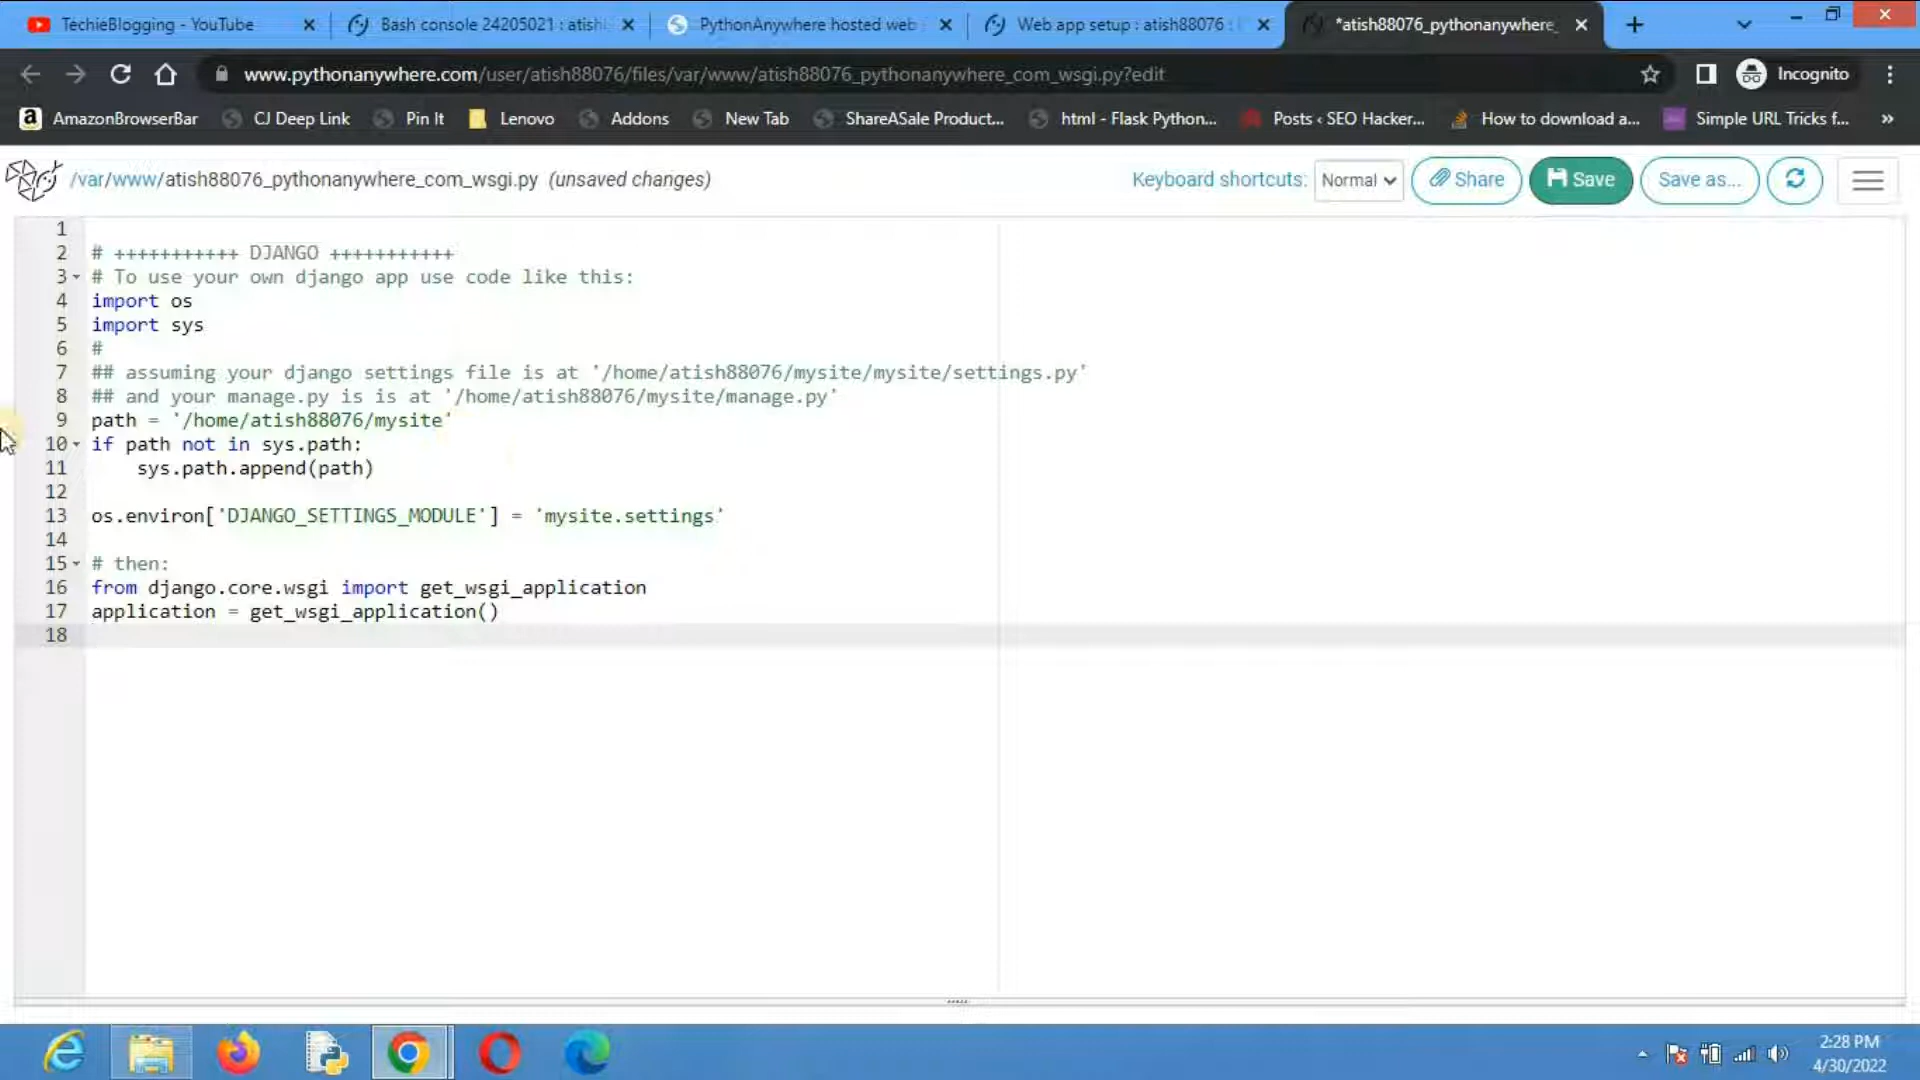 TechieBlogging - YouTube
Bash console 24205021 : atish
PythonAnywhere hosted web
Web app setup : atish88076 :
*atish88076_pythonanywhere_
www.pythonanywhere.com/user/atish88076/files/var/www/atish88076_pythonanywhere_com_wsgi.py?edit
Incognito
AmazonBrowserBar
CJ Deep Link
Pin It
Lenovo
Addons
New Tab
ShareASale Product...
html - Flask Python...
Posts ‹ SEO Hacker...
How to download a...
Simple URL Tricks f...
»
/var/www/atish88076_pythonanywhere_com_wsgi.py (unsaved changes)
Keyboard shortcuts:
Normal
Share
Save
Save as...
1
2 # +++++++++++ DJANGO +++++++++++
3 # To use your own django app use code like this:
4 import os
5 import sys
6 #
7 ## assuming your django settings file is at '/home/atish88076/mysite/mysite/settings.py'
8 ## and your manage.py is is at '/home/atish88076/mysite/manage.py'
9 path = '/home/atish88076/mysite'
10 if path not in sys.path:
11 sys.path.append(path)
12
13 os.environ['DJANGO_SETTINGS_MODULE'] = 'mysite.settings'
14
15 # then:
16 from django.core.wsgi import get_wsgi_application
17 application = get_wsgi_application()
18
2:28 PM
4/30/2022